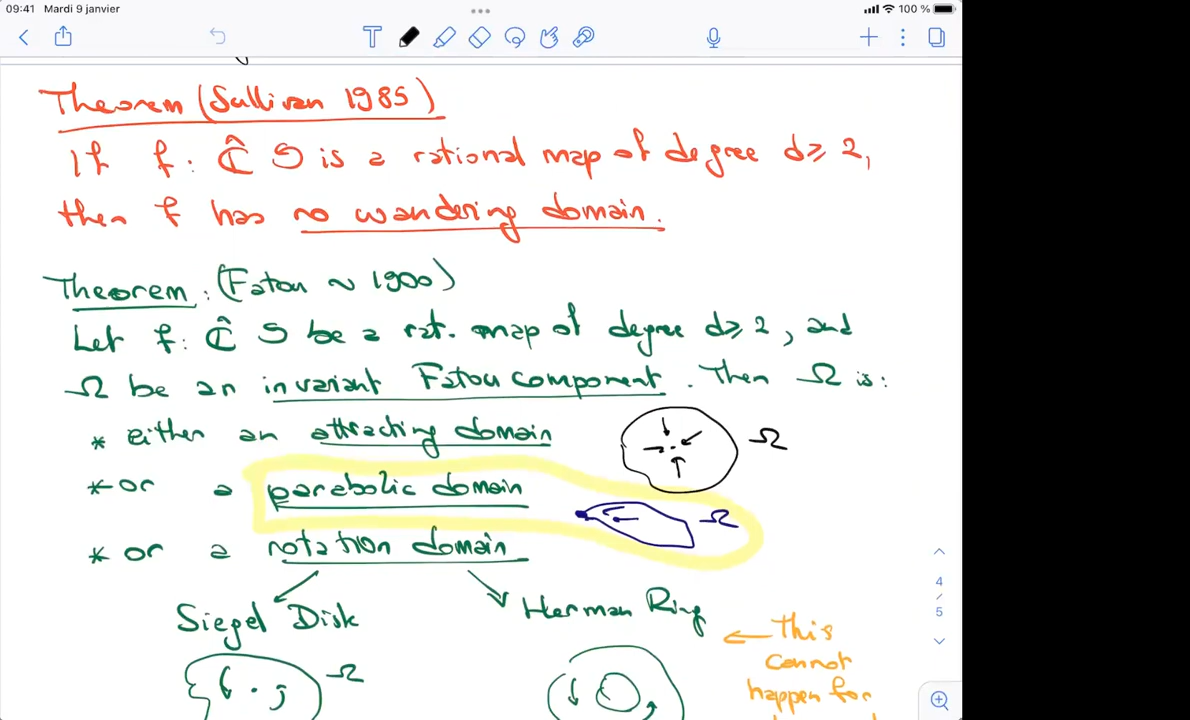 09:41 Mardi 9 janvier 100 %
Theorem (Sullivan 1985)
If f: Ĉ ↺ is a rational map of degree d ≥ 2,
then f has no wandering domain.
Theorem: (Fatou ~ 1900)
Let f: Ĉ ↺ be a rat. map of degree d ≥ 2, and
Ω be an invariant Fatou component. Then Ω is:
* either an attracting domain Ω
* or a parabolic domain Ω
* or a rotation domain
Siegel Disk Herman Ring
← This
cannot
happen for
Ω
4
/
5